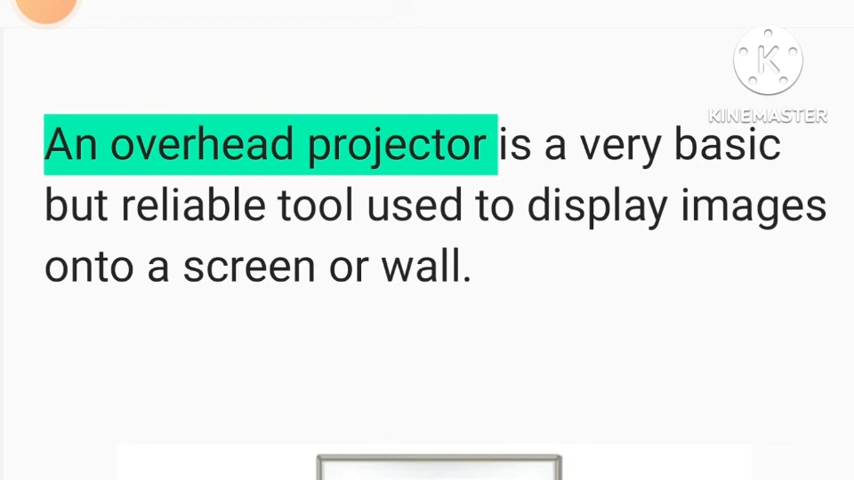 KINEMASTER
An overhead projector is a very basic
but reliable tool used to display images
onto a screen or wall.